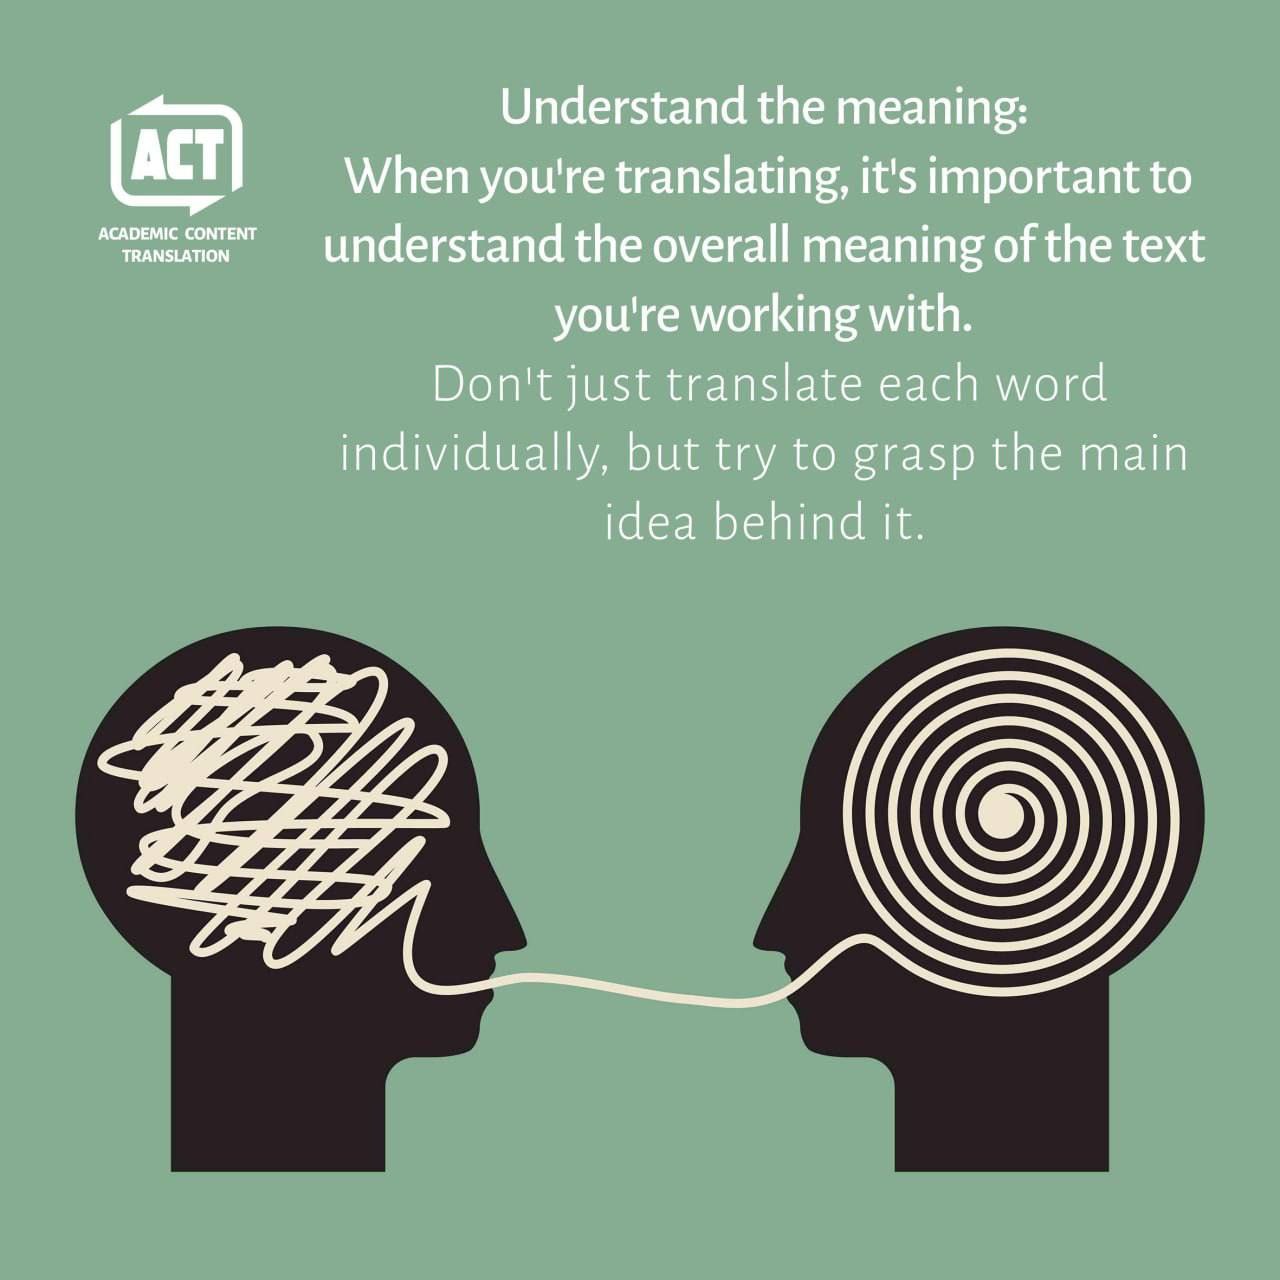 ACT
ACADEMIC CONTENT
TRANSLATION
Understand the meaning:
When you're translating, it's important to
understand the overall meaning of the text
you're working with.
Don't just translate each word
individually, but try to grasp the main
idea behind it.